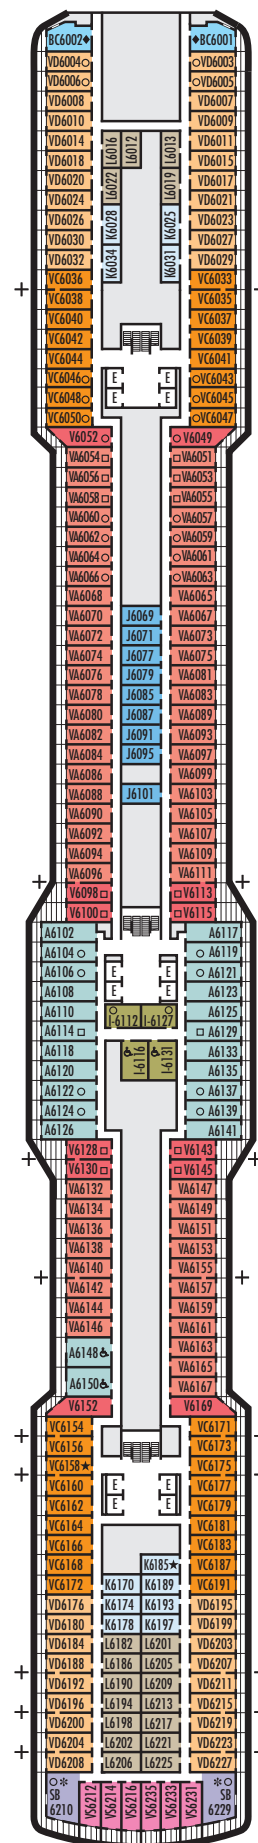 BC6002♦ ♦BC6001
VD6004○ ○VD6003
VD6006○ ○VD6005
VD6008 VD6007
VD6010 VD6009
VD6014 L6016 L6012 L6013 VD6011
VD6018 VD6015
VD6020 L6022 L6019 VD6017
VD6024 VD6021
VD6026 K6028 K6025 VD6023
VD6030 VD6027
VD6032 K6034 K6031 VD6029
VC6036 VC6033
VC6038 VC6035
VC6040 VC6037
VC6042 VC6039
VC6044 VC6041
VC6046○ E E ○VC6043
VC6048○ E E ○VC6045
VC6050○ ○VC6047
V6052○ ○V6049
VA6054□ □VA6051
VA6056□ □VA6053
VA6058□ □VA6055
VA6060○ ○VA6057
VA6062○ ○VA6059
VA6064○ ○VA6061
VA6066○ ○VA6063
VA6068 VA6065
VA6070 J6069 VA6067
VA6072 J6071 VA6073
VA6074 J6077 VA6075
VA6076 J6079 VA6081
VA6078 J6085 VA6083
VA6080 J6087 VA6089
VA6082 J6091 VA6093
VA6084 J6095 VA6097
VA6086 VA6099
VA6088 J6101 VA6103
VA6090 VA6105
VA6092 VA6107
VA6094 VA6109
VA6096 VA6111
V6098□ □V6113
V6100□ □V6115
A6102 A6117
A6104○ ○A6119
A6106○ E E ○A6121
A6108 E E A6123
A6110 I-6112 I-6127 A6125
A6114□ □A6129
A6118 I-6116 I-6131 A6133
A6120 A6135
A6122○ ○A6137
A6124○ ○A6139
A6126 A6141
V6128□ □V6143
V6130□ □V6145
VA6132 VA6147
VA6134 VA6149
VA6136 VA6151
VA6138 VA6153
VA6140 VA6155
VA6142 VA6157
VA6144 VA6159
VA6146 VA6161
A6148♿ VA6163
VA6165
A6150♿ VA6167
V6152 V6169
VC6154 VC6171
VC6156 VC6173
VC6158★ VC6175
VC6160 E E VC6177
VC6162 E E VC6179
VC6164 VC6181
VC6166 VC6183
VC6168 K6185★ VC6187
VC6172 K6170 K6189 VC6191
VD6176 K6174 K6193 VD6195
VD6180 K6178 K6197 VD6199
VD6184 L6182 L6201 VD6203
VD6188 L6186 L6205 VD6207
VD6192 L6190 L6209 VD6211
VD6196 L6194 L6213 VD6215
VD6200 L6198 L6217 VD6219
VD6204 L6202 L6221 VD6223
VD6208 L6206 L6225 VD6227
○* *○
SB VS6212 VS6214 VS6216 VS6235 VS6233 VS6231 SB
6210 6229